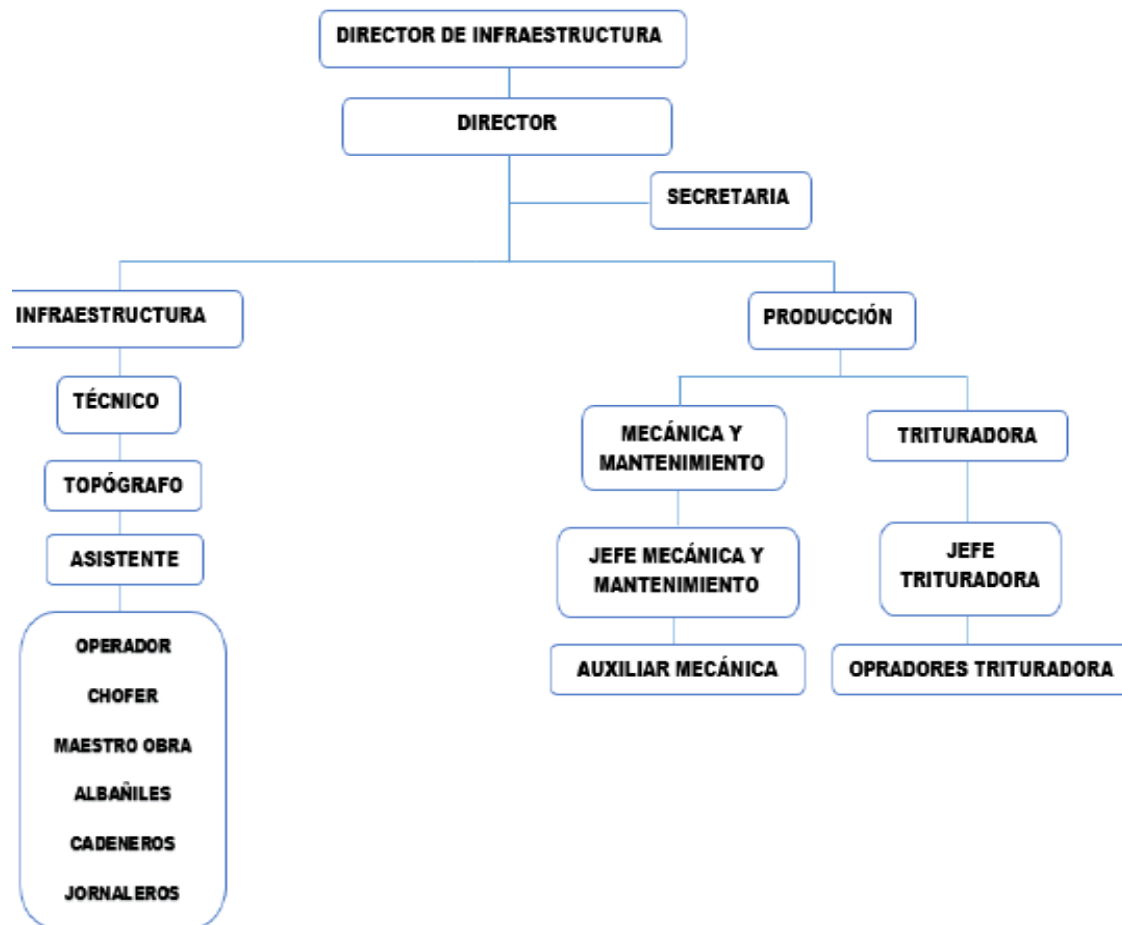 DIRECTOR DE INFRAESTRUCTURA
DIRECTOR
SECRETARIA
INFRAESTRUCTURA
PRODUCCIÓN
TÉCNICO
MECÁNICA Y
MANTENIMIENTO
TRITURADORA
TOPÓGRAFO
ASISTENTE
JEFE MECÁNICA Y
MANTENIMIENTO
JEFE
TRITURADORA
OPERADOR
CHOFER
MAESTRO OBRA
ALBAÑILES
CADENEROS
JORNALEROS
AUXILIAR MECÁNICA
OPRADORES TRITURADORA